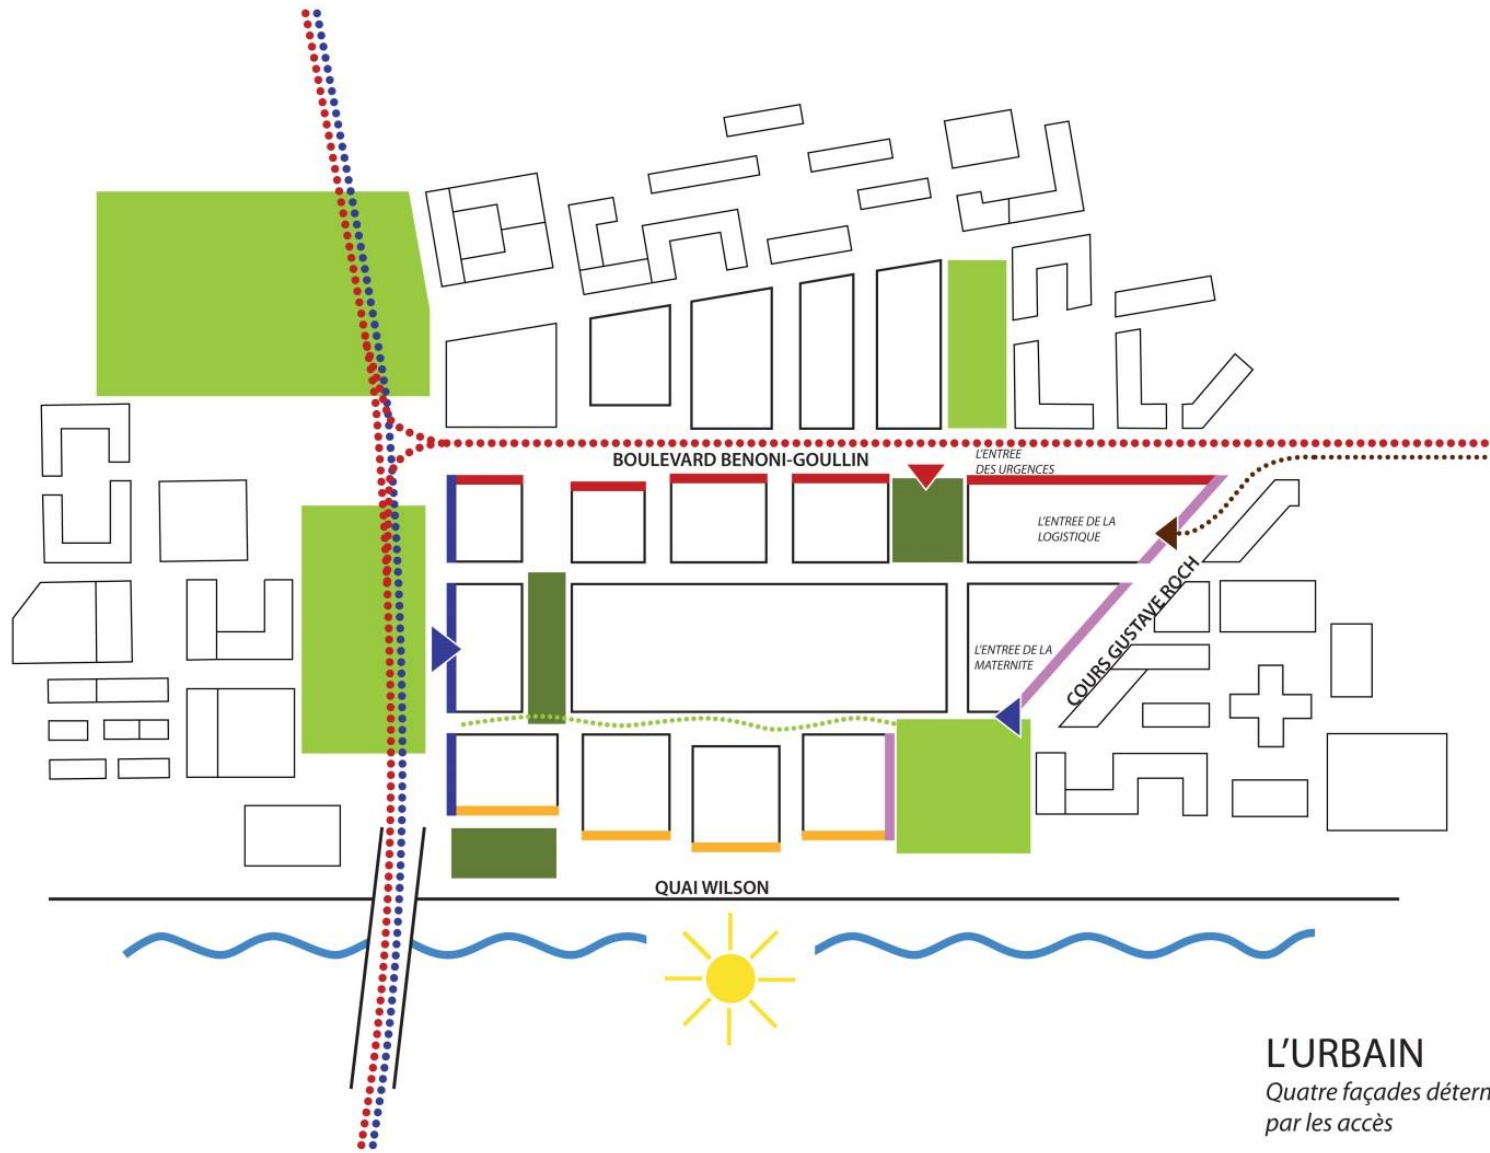 BOULEVARD BENONI-GOULLIN
L'ENTREE
DES URGENCES
L'ENTREE DE LA
LOGISTIQUE
COURS GUSTAVE ROCH
L'ENTREE DE LA
MATERNITE
QUAI WILSON
L'URBAIN
Quatre façades déterm
par les accès